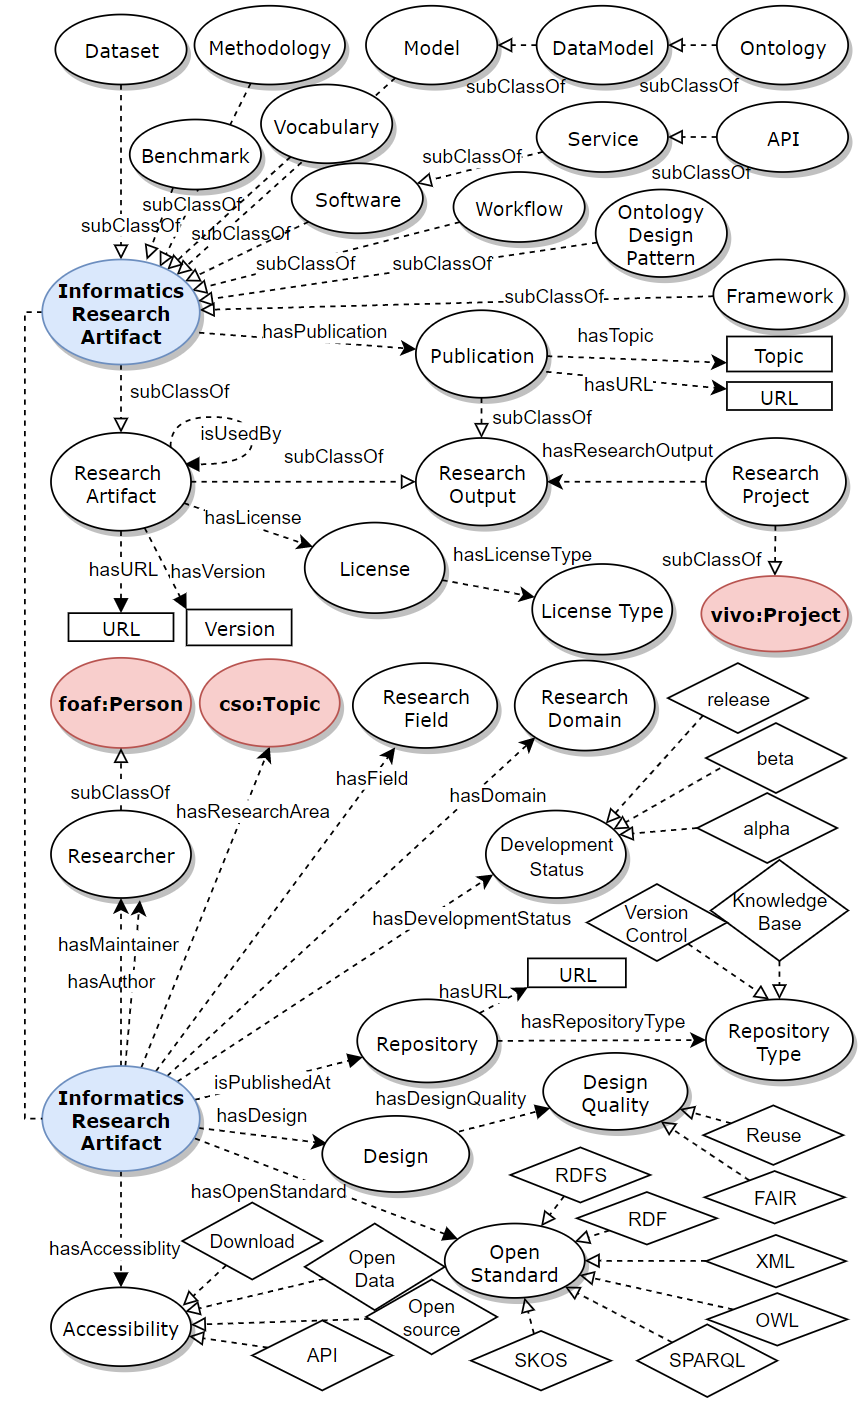 Dataset
Methodology
Model
DataModel
Ontology
subClassOf
subClassOf
Benchmark
Vocabulary
Service
API
subClassOf
subClassOf
Software
Workflow
Ontology
Design
Pattern
subClassOf
subClassOf
subClassOf
subClassOf
subClassOf
Informatics
Research
Artifact
subClassOf
Framework
hasPublication
Publication
hasTopic
Topic
hasURL
URL
subClassOf
subClassOf
isUsedBy
subClassOf
Research
Artifact
Research
Output
hasResearchOutput
Research
Project
hasLicense
License
hasLicenseType
License Type
subClassOf
vivo:Project
hasURL
hasVersion
URL
Version
foaf:Person
cso:Topic
Research
Field
Research
Domain
release
beta
alpha
subClassOf
hasResearchArea
hasField
hasDomain
Researcher
Development
Status
hasMaintainer
hasAuthor
hasDevelopmentStatus
Version
Control
Knowledge
Base
hasURL
URL
Repository
hasRepositoryType
Repository
Type
isPublishedAt
Informatics
Research
Artifact
hasDesign
hasDesignQuality
Design
Quality
Design
Reuse
FAIR
hasOpenStandard
RDFS
RDF
XML
OWL
SPARQL
SKOS
Open
Standard
hasAccessiblity
Download
Open
Data
Open
source
API
Accessibility